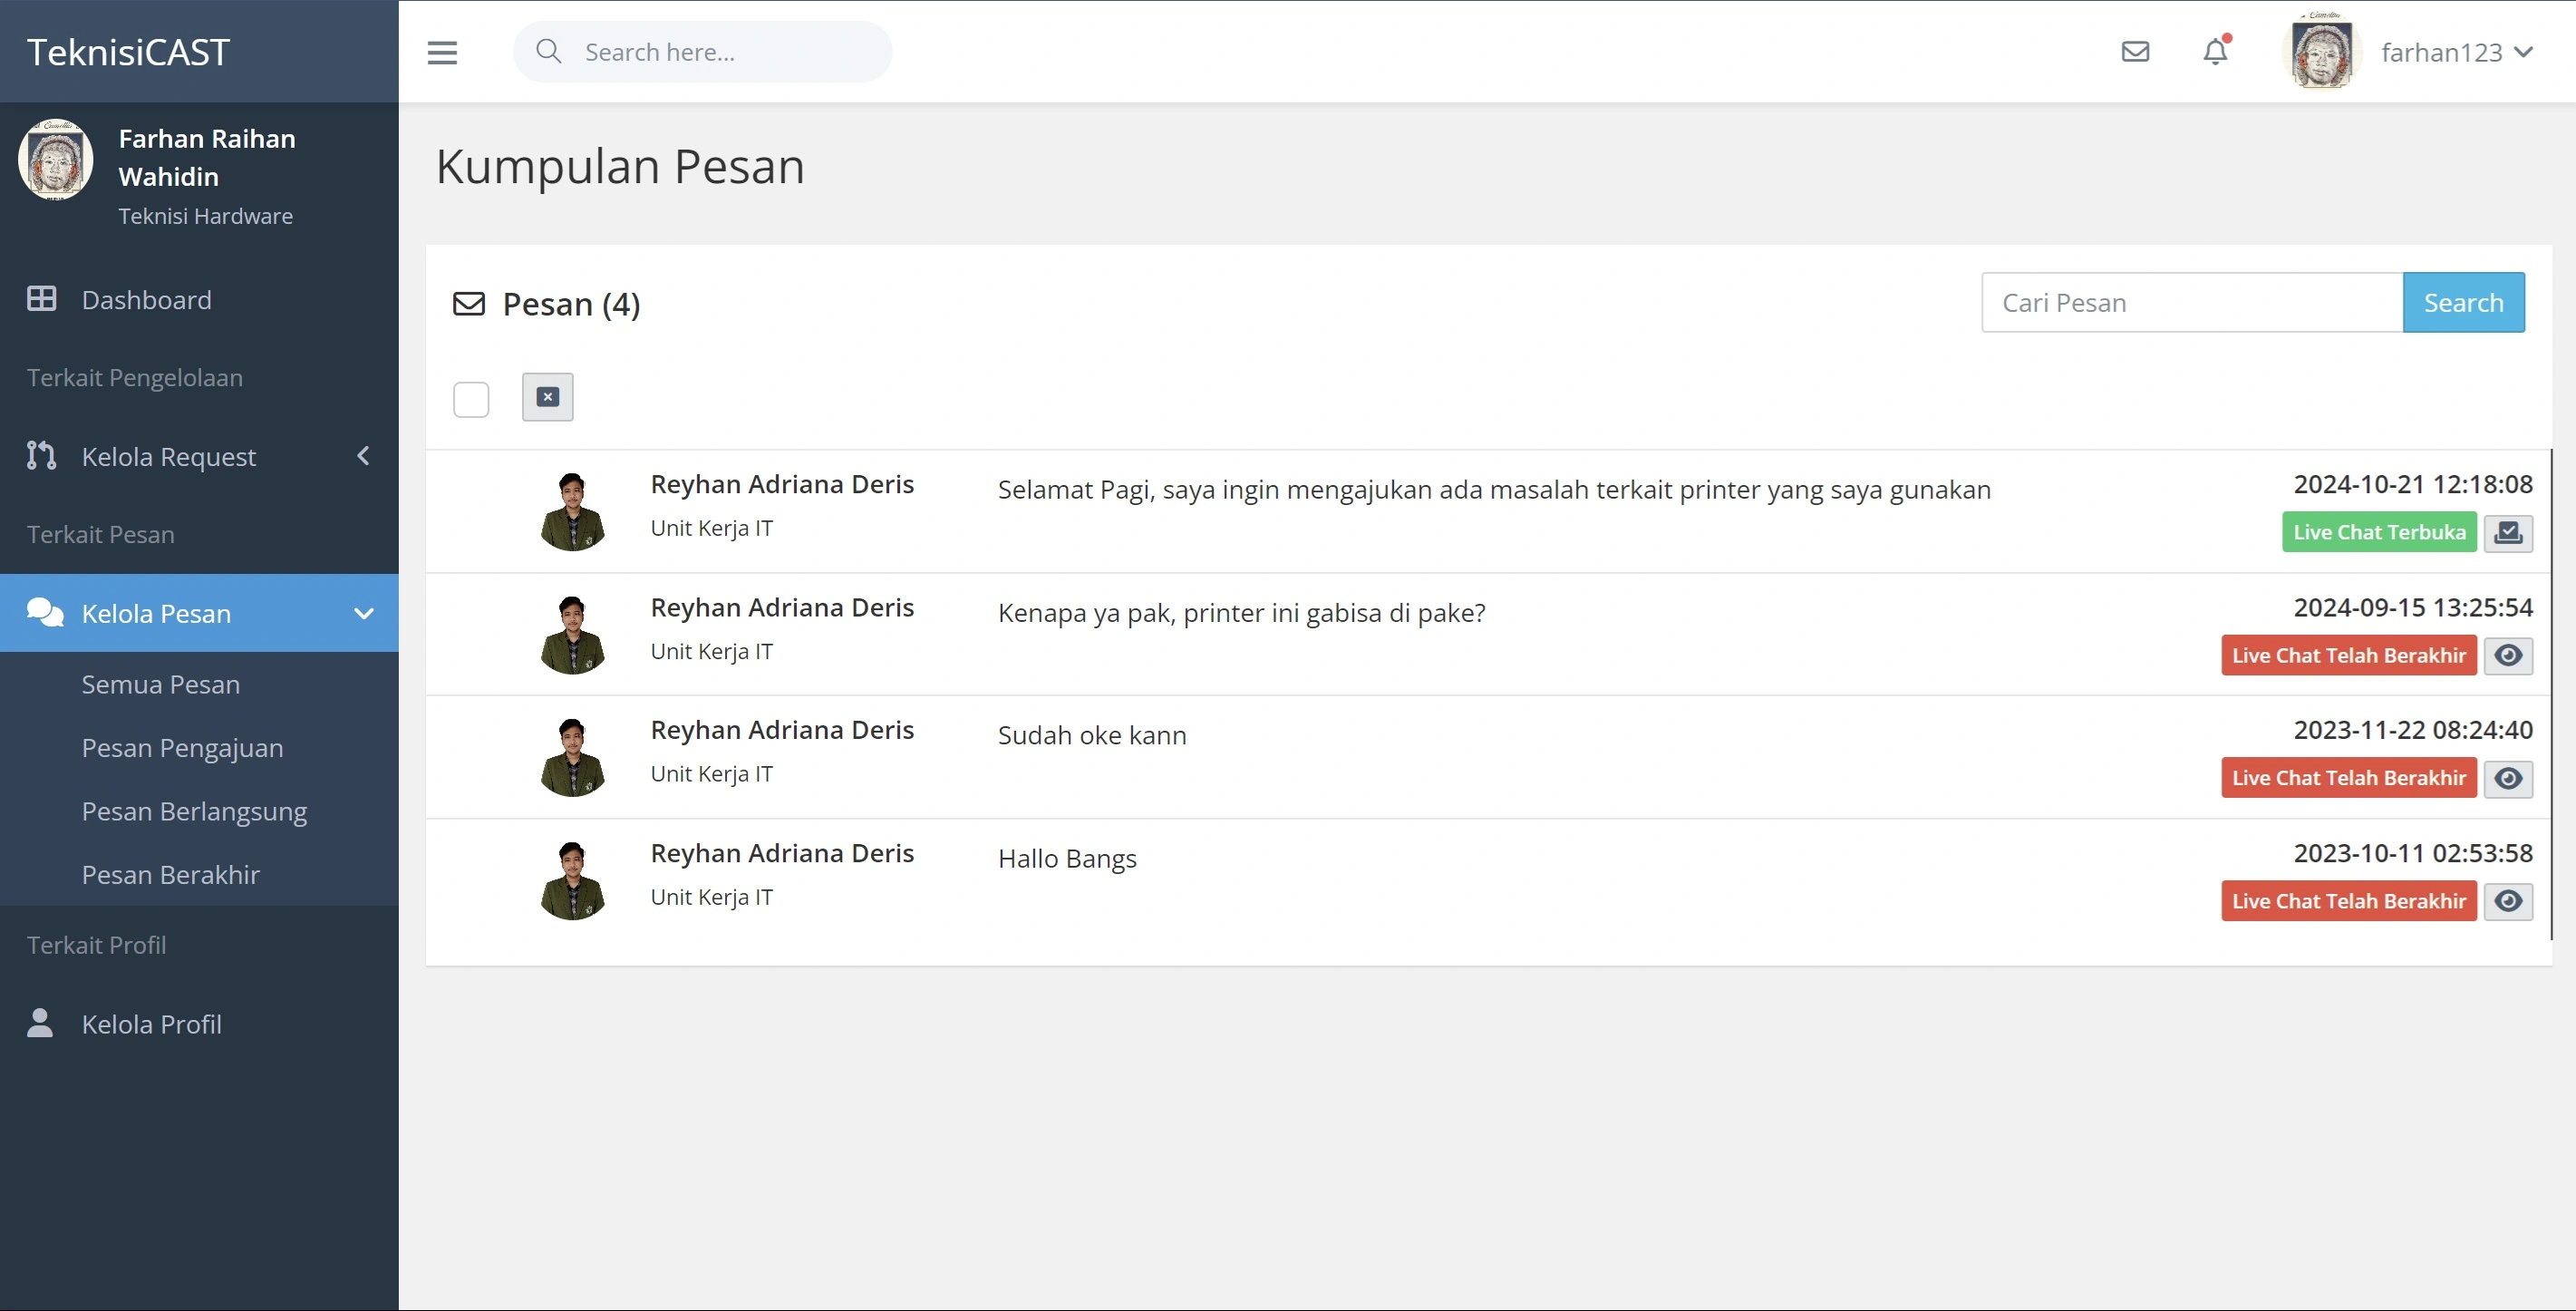 TeknisiCAST
Search here...
farhan123
Farhan Raihan
Wahidin
Teknisi Hardware
Dashboard
Terkait Pengelolaan
Kelola Request
Terkait Pesan
Kelola Pesan
Semua Pesan
Pesan Pengajuan
Pesan Berlangsung
Pesan Berakhir
Terkait Profil
Kelola Profil
Kumpulan Pesan
Pesan (4)
Cari Pesan
Search
Reyhan Adriana Deris
Unit Kerja IT
Selamat Pagi, saya ingin mengajukan ada masalah terkait printer yang saya gunakan
2024-10-21 12:18:08
Live Chat Terbuka
Reyhan Adriana Deris
Unit Kerja IT
Kenapa ya pak, printer ini gabisa di pake?
2024-09-15 13:25:54
Live Chat Telah Berakhir
Reyhan Adriana Deris
Unit Kerja IT
Sudah oke kann
2023-11-22 08:24:40
Live Chat Telah Berakhir
Reyhan Adriana Deris
Unit Kerja IT
Hallo Bangs
2023-10-11 02:53:58
Live Chat Telah Berakhir